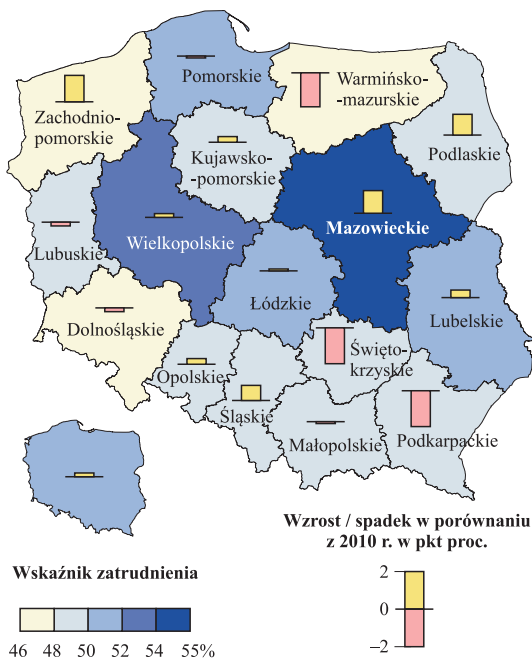 Pomorskie
Warmińsko-
-mazurskie
Zachodnio-
pomorskie
Kujawsko-
-pomorskie
Podlaskie
Mazowieckie
Wielkopolskie
Lubuskie
Łódzkie
Lubelskie
Dolnośląskie
Święto-
krzyskie
Opolskie
Śląskie
Małopolskie
Podkarpackie
Wzrost / spadek w porównaniu
z 2010 r. w pkt proc.
Wskaźnik zatrudnienia
46 48 50 52 54 55%
2
0
−2